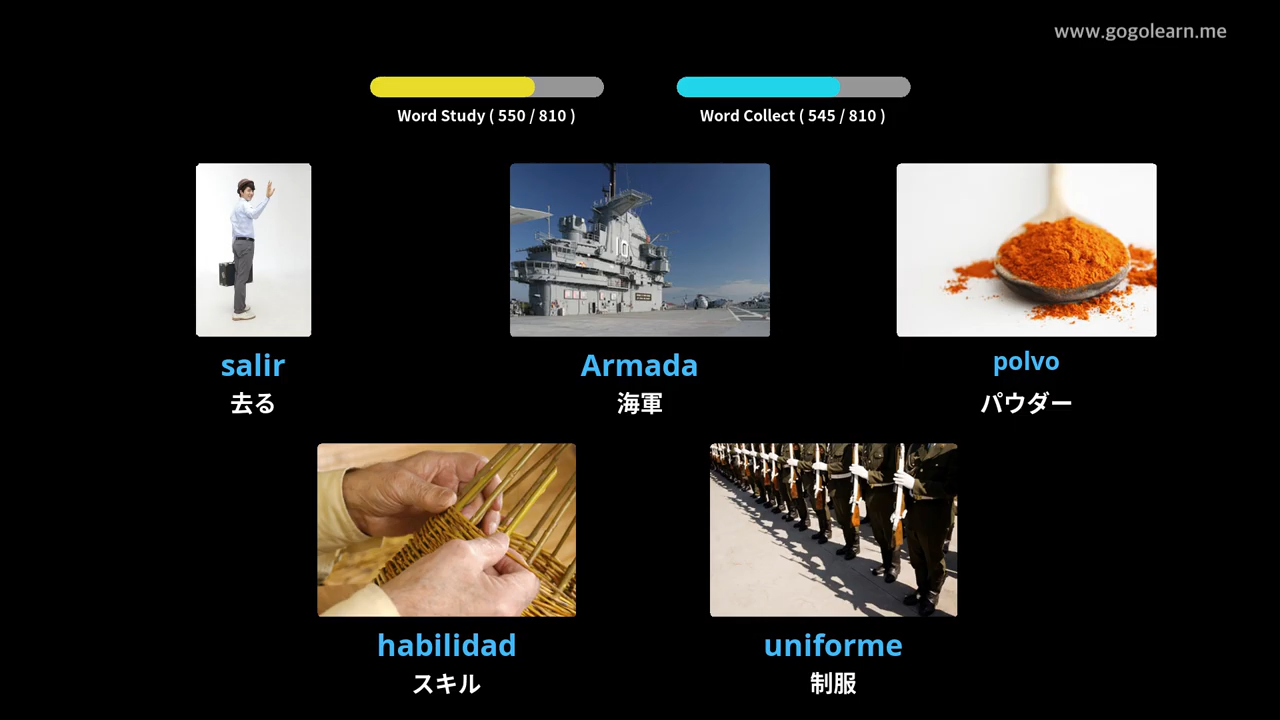 www.gogolearn.me
Word Study ( 550 / 810 )
Word Collect ( 545 / 810 )
salir
去る
Armada
海軍
polvo
パウダー
habilidad
スキル
uniforme
制服
10